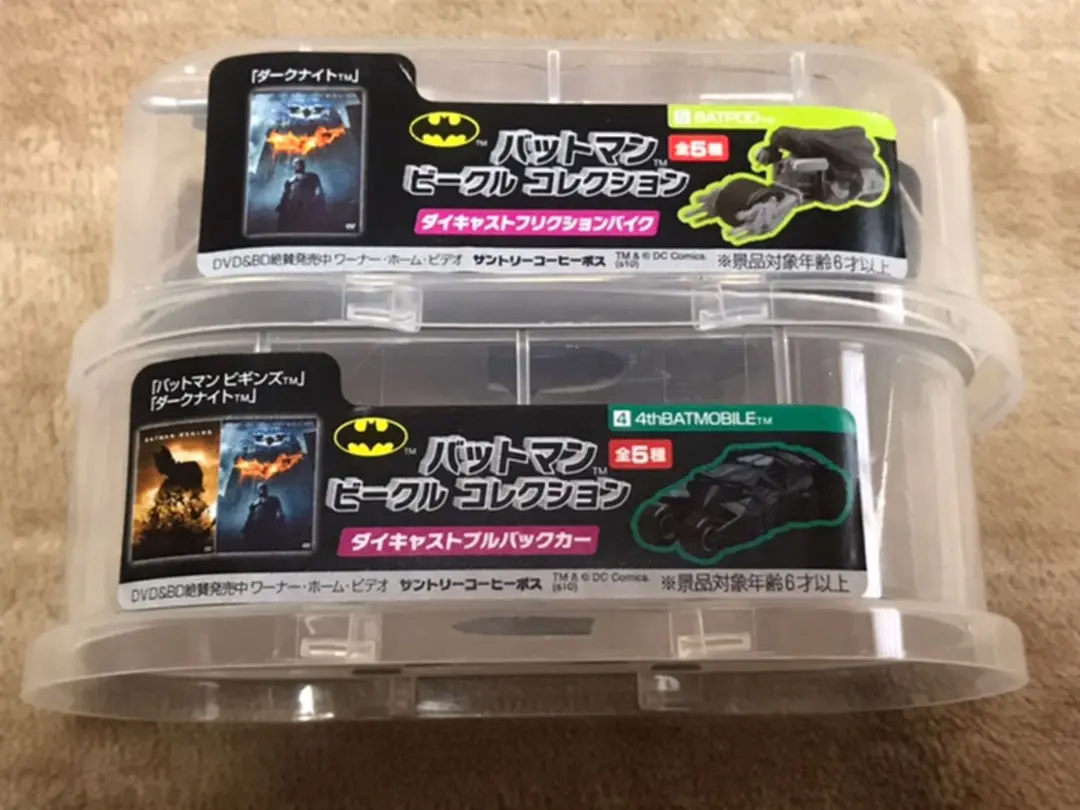 「ダークナイトTM」
バットマンTM
ビークル コレクション
全5種
BATPOD TM
ダイキャストフリクションバイク
DVD&BD絶賛発売中 ワーナー・ホーム・ビデオ サントリーコーヒーボス TM & © DC Comics. (s10) ※景品対象年齢6才以上
「バットマン ビギンズTM」
「ダークナイトTM」
BATMAN BEGINS
4 4thBATMOBILE TM
バットマンTM
ビークル コレクション
全5種
ダイキャストプルバックカー
DVD&BD絶賛発売中 ワーナー・ホーム・ビデオ サントリーコーヒーボス TM & © DC Comics. (s10) ※景品対象年齢6才以上